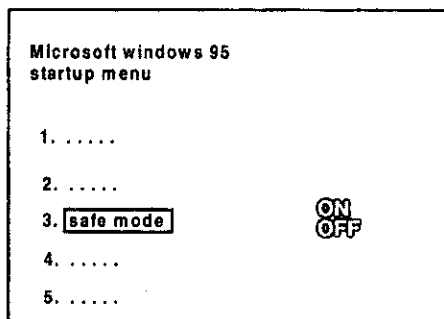 Microsoft windows 95
startup menu
1. . . . . .
2. . . . . .
3. safe mode
ON
OFF
4. . . . . .
5. . . . . .